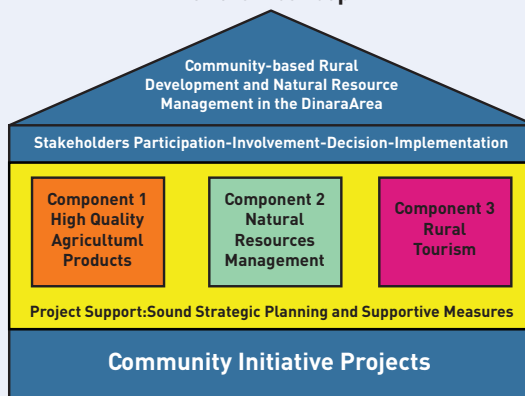 Community-based Rural
Development and Natural Resource
Management in the DinaraArea
Stakeholders Participation-Involvement-Decision-Implementation
Component 1
High Quality
Agricultuml
Products
Component 2
Natural
Resources
Management
Component 3
Rural
Tourism
Project Support:Sound Strategic Planning and Supportive Measures
Community Initiative Projects